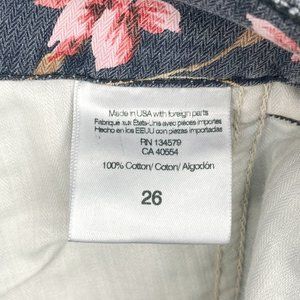 Made in USA with foreign parts
Fabriqué aux États-Unis avec pièces importes
Hecho en los EEUU con piezas importadas
RN 134579
CA 40554
100% Cotton/ Coton/ Algodón
26